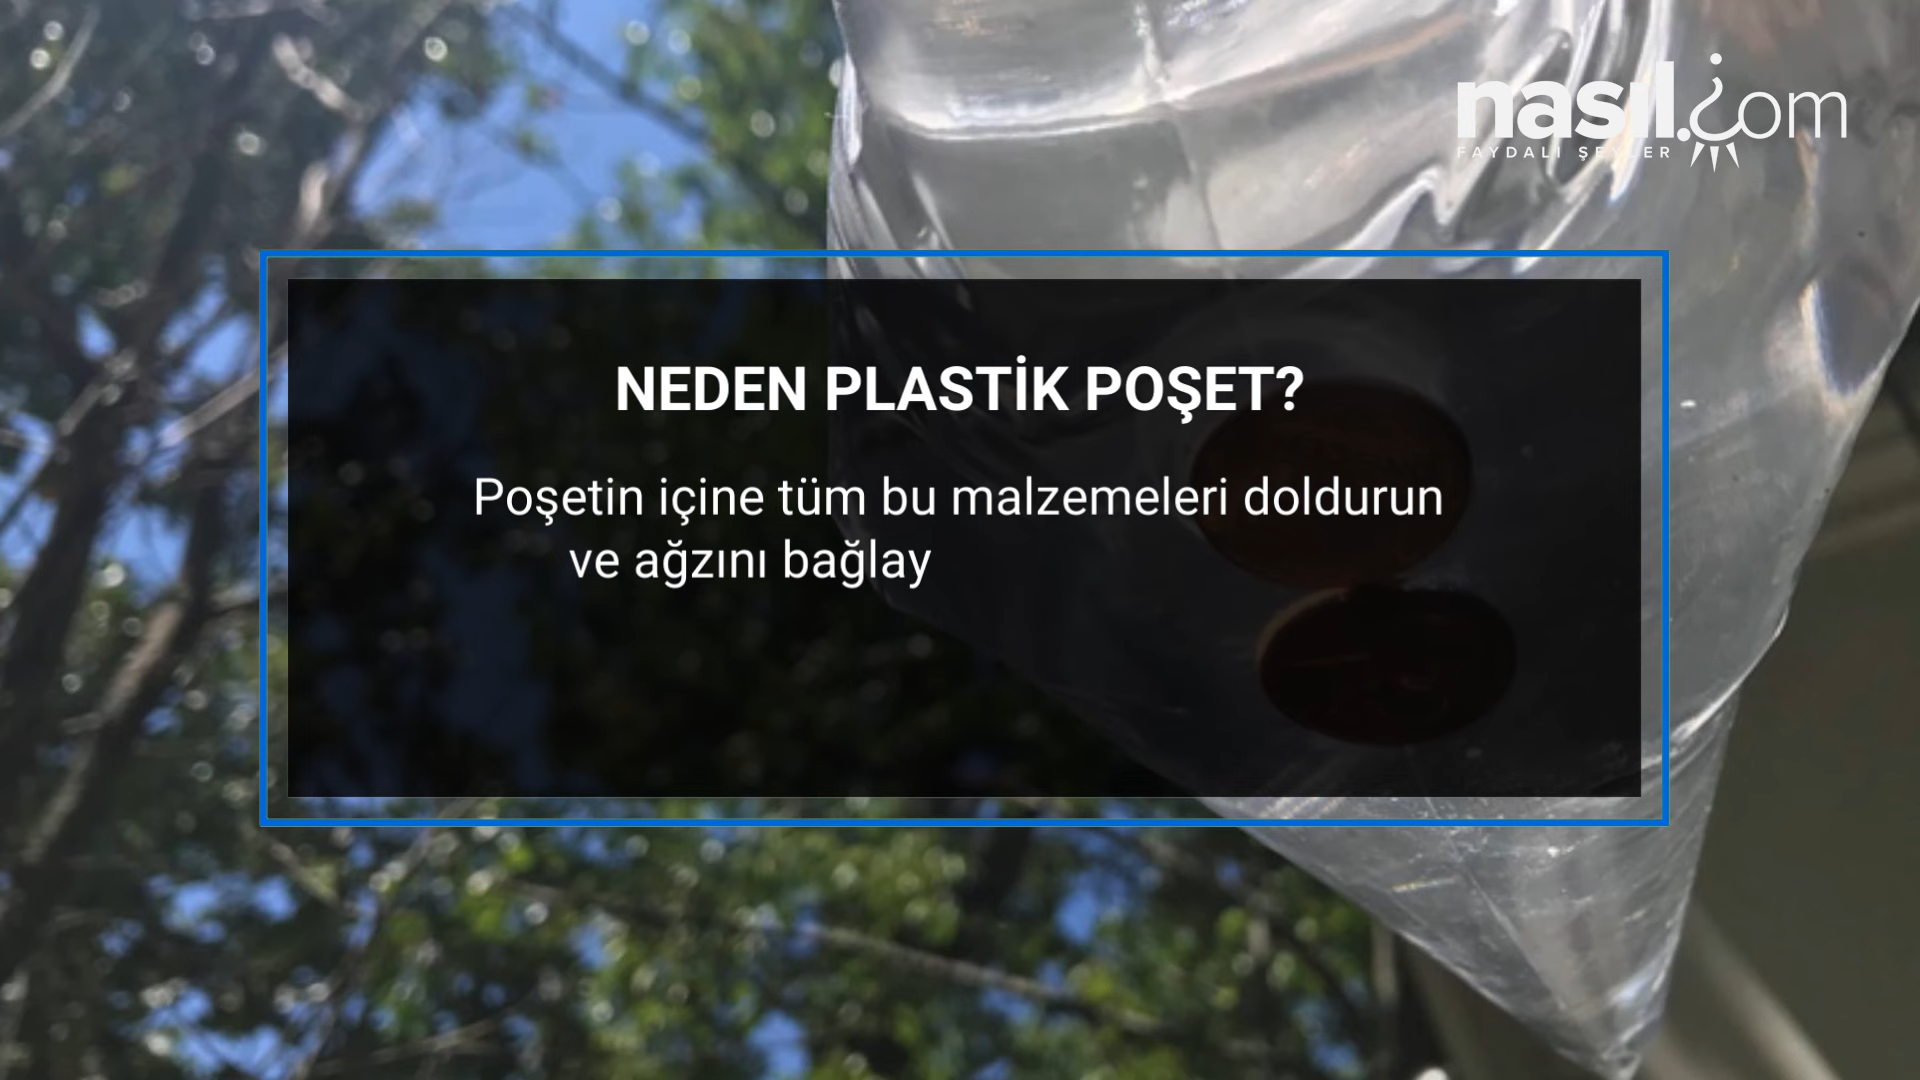 nasıl.com
FAYDALI ŞEYLER
NEDEN PLASTİK POŞET?
Poşetin içine tüm bu malzemeleri doldurun
ve ağzını bağlay